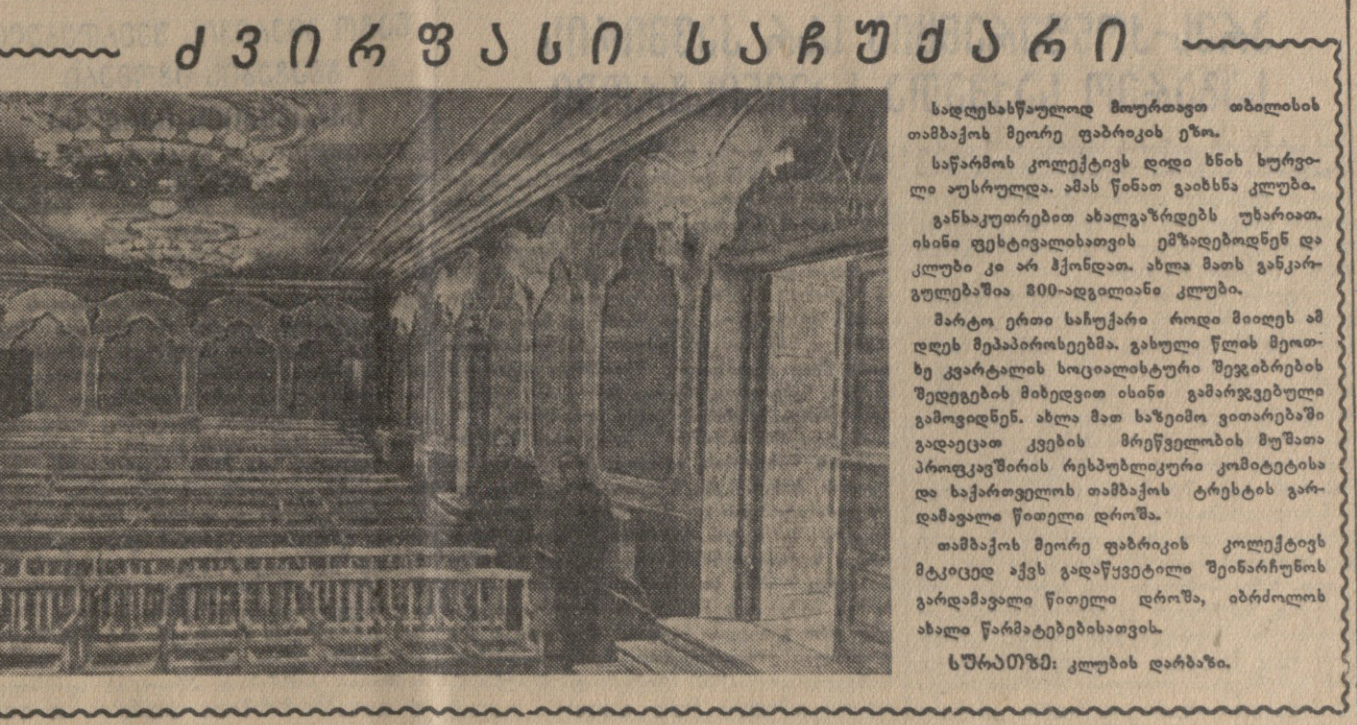 ძვირფასი საჩუქარი
სადღესასწაულოდ მოურთავთ თბილისის
თამბაქოს მეორე ფაბრიკის ეზო.
საწარმოს კოლექტივს დიდი ხნის სურვი-
ლი აუსრულდა. ამას წინათ გაიხსნა კლუბი.
განსაკუთრებით ახალგაზრდებს უხარიათ.
ისინი ფესტივალისათვის ემზადებოდნენ და
კლუბი კი არ ჰქონდათ. ახლა მათს განკარ-
გულებაშია 300-ადგილიანი კლუბი.
მარტო ერთი საჩუქარი როდი მიიღეს ამ
დღეს მეპაპიროსეებმა. გასული წლის მეოთ-
ხე კვარტალის სოციალისტური შეჯიბრების
შედეგების მიხედვით ისინი გამარჯვებული
გამოვიდნენ. ახლა მათ საზეიმო ვითარებაში
გადაეცათ კვების მრეწველობის მუშათა
პროფკავშირის რესპუბლიკური კომიტეტისა
და საქართველოს თამბაქოს ტრესტის გარ-
დამავალი წითელი დროშა.
თამბაქოს მეორე ფაბრიკის კოლექტივს
მტკიცედ აქვს გადაწყვეტილი შეინარჩუნოს
გარდამავალი წითელი დროშა, იბრძოლოს
ახალი წარმატებებისათვის.
სურათზე: კლუბის დარბაზი.